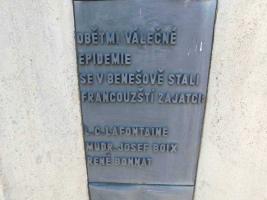 OBĚTMI VÁLEČNÉ
EPIDEMIE
SE V BENEŠOVĚ STALI
FRANCOUZŠTÍ ZAJATCI
L.C.LAFONTAINE
MUDR. JOSEF BOIX
RENÉ BONNAT